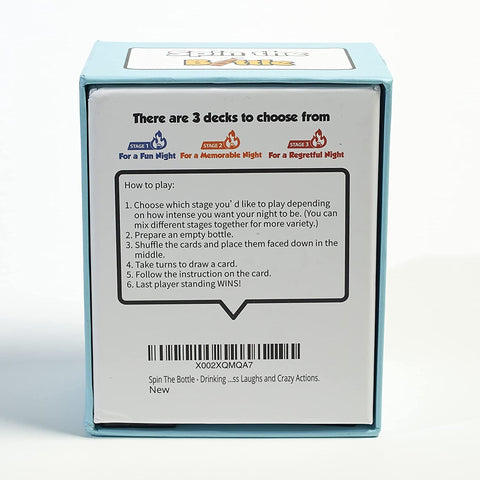 Spin the
Bottle
There are 3 decks to choose from
STAGE 1 STAGE 2 STAGE 3
For a Fun Night For a Memorable Night For a Regretful Night
How to play:
1. Choose which stage you' d like to play depending
on how intense you want your night to be. (You can
mix different stages together for more variety.)
2. Prepare an empty bottle.
3. Shuffle the cards and place them faced down in the
middle.
4. Take turns to draw a card.
5. Follow the instruction on the card.
6. Last player standing WINS!
X002XQMQA7
Spin The Bottle - Drinking ...ss Laughs and Crazy Actions.
New